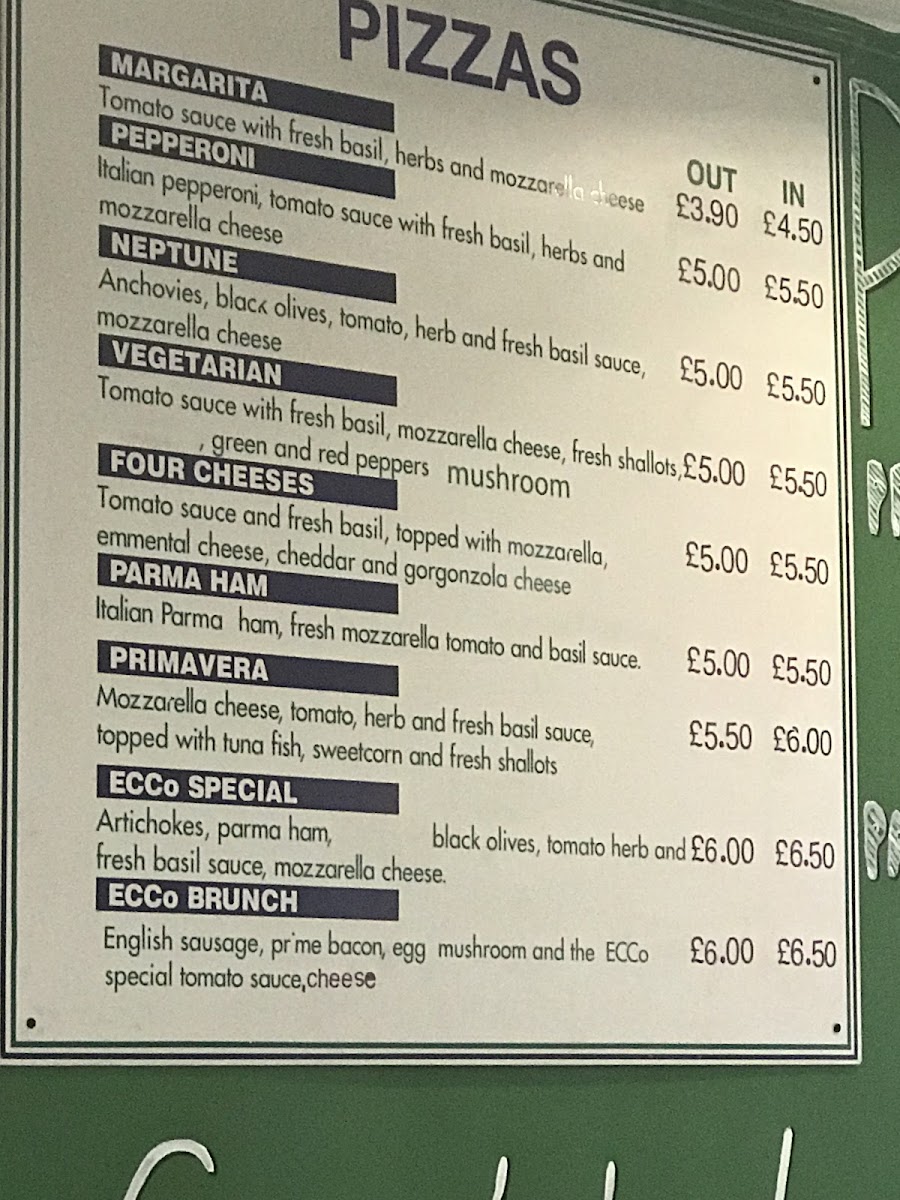 PIZZAS
OUT IN
MARGARITA
Tomato sauce with fresh basil, herbs and mozzarella cheese £3.90 £4.50
PEPPERONI
Italian pepperoni, tomato sauce with fresh basil, herbs and £5.00 £5.50
mozzarella cheese
NEPTUNE
Anchovies, black olives, tomato, herb and fresh basil sauce, £5.00 £5.50
mozzarella cheese
VEGETARIAN
Tomato sauce with fresh basil, mozzarella cheese, fresh shallots, £5.00 £5.50
, green and red peppers mushroom
FOUR CHEESES
Tomato sauce and fresh basil, topped with mozzarella, £5.00 £5.50
emmental cheese, cheddar and gorgonzola cheese
PARMA HAM
Italian Parma ham, fresh mozzarella tomato and basil sauce. £5.00 £5.50
PRIMAVERA
Mozzarella cheese, tomato, herb and fresh basil sauce, £5.50 £6.00
topped with tuna fish, sweetcorn and fresh shallots
ECCo SPECIAL
Artichokes, parma ham, black olives, tomato herb and £6.00 £6.50
fresh basil sauce, mozzarella cheese.
ECCo BRUNCH
English sausage, prime bacon, egg mushroom and the ECCo £6.00 £6.50
special tomato sauce,cheese